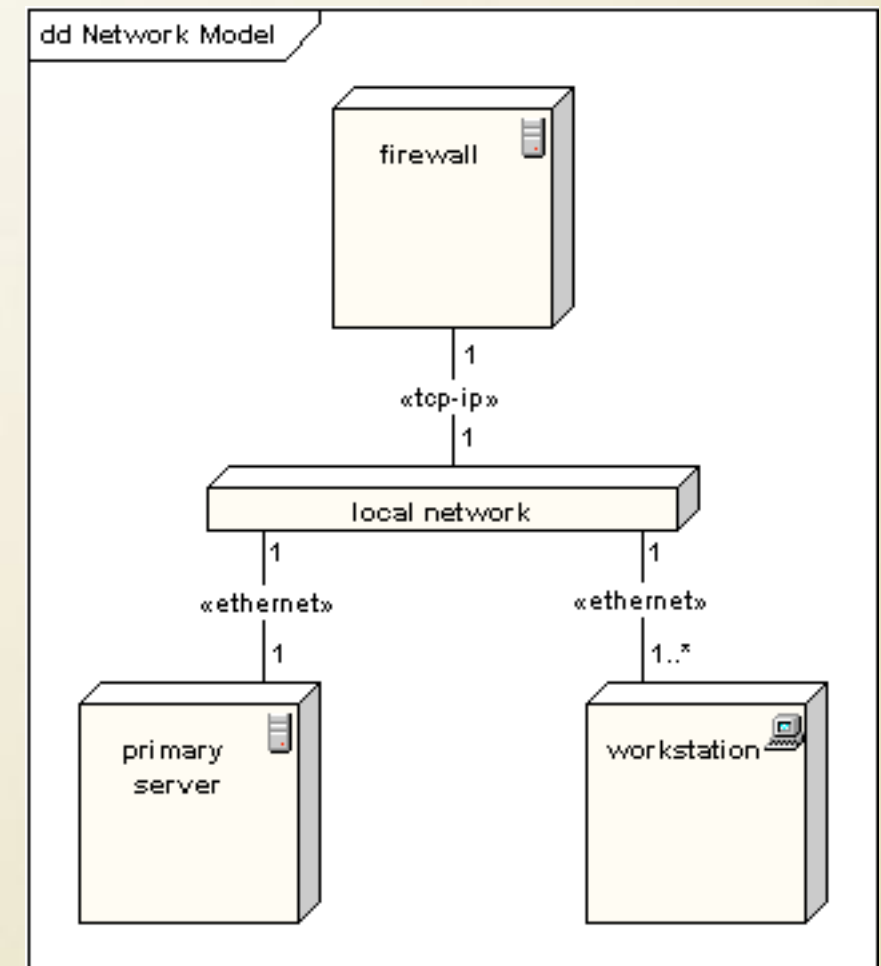 dd Network Model
firewall
1
«tcp-ip»
1
local network
1
1
«ethernet»
«ethernet»
1
1..*
primary
server
workstation